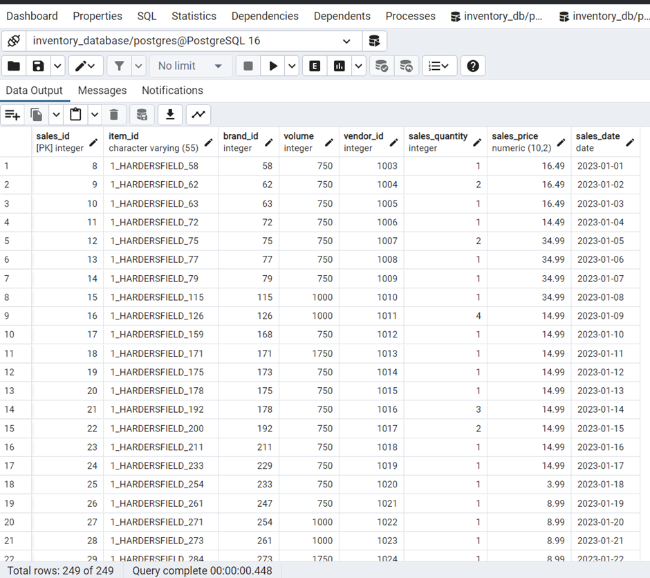 Dashboard Properties SQL Statistics Dependencies Dependents Processes inventory_db/p... inventory_db/p
inventory_database/postgres@PostgreSQL 16
No limit
Data Output Messages Notifications
sales_id item_id brand_id volume vendor_id sales_quantity sales_price sales_date
[PK] integer character varying (55) integer integer integer integer numeric (10,2) date
1 8 1_HARDERSFIELD_58 58 750 1003 1 16.49 2023-01-01
2 9 1_HARDERSFIELD_62 62 750 1004 2 16.49 2023-01-02
3 10 1_HARDERSFIELD_63 63 750 1005 1 16.49 2023-01-03
4 11 1_HARDERSFIELD_72 72 750 1006 1 14.49 2023-01-04
5 12 1_HARDERSFIELD_75 75 750 1007 2 34.99 2023-01-05
6 13 1_HARDERSFIELD_77 77 750 1008 1 34.99 2023-01-06
7 14 1_HARDERSFIELD_79 79 750 1009 1 34.99 2023-01-07
8 15 1_HARDERSFIELD_115 115 1000 1010 1 34.99 2023-01-08
9 16 1_HARDERSFIELD_126 126 1000 1011 4 14.99 2023-01-09
10 17 1_HARDERSFIELD_159 168 750 1012 1 14.99 2023-01-10
11 18 1_HARDERSFIELD_171 171 1750 1013 1 14.99 2023-01-11
12 19 1_HARDERSFIELD_175 173 750 1014 1 14.99 2023-01-12
13 20 1_HARDERSFIELD_178 175 750 1015 1 14.99 2023-01-13
14 21 1_HARDERSFIELD_192 178 750 1016 3 14.99 2023-01-14
15 22 1_HARDERSFIELD_200 192 750 1017 2 14.99 2023-01-15
16 23 1_HARDERSFIELD_211 211 750 1018 1 14.99 2023-01-16
17 24 1_HARDERSFIELD_233 229 750 1019 1 14.99 2023-01-17
18 25 1_HARDERSFIELD_254 233 750 1020 1 3.99 2023-01-18
19 26 1_HARDERSFIELD_261 247 750 1021 1 8.99 2023-01-19
20 27 1_HARDERSFIELD_271 254 1000 1022 1 8.99 2023-01-20
21 28 1_HARDERSFIELD_273 261 1000 1023 1 8.99 2023-01-21
22 29 1_HARDERSFIELD_284 273 1750 1024 1 8.99 2023-01-22
Total rows: 249 of 249 Query complete 00:00:00.448